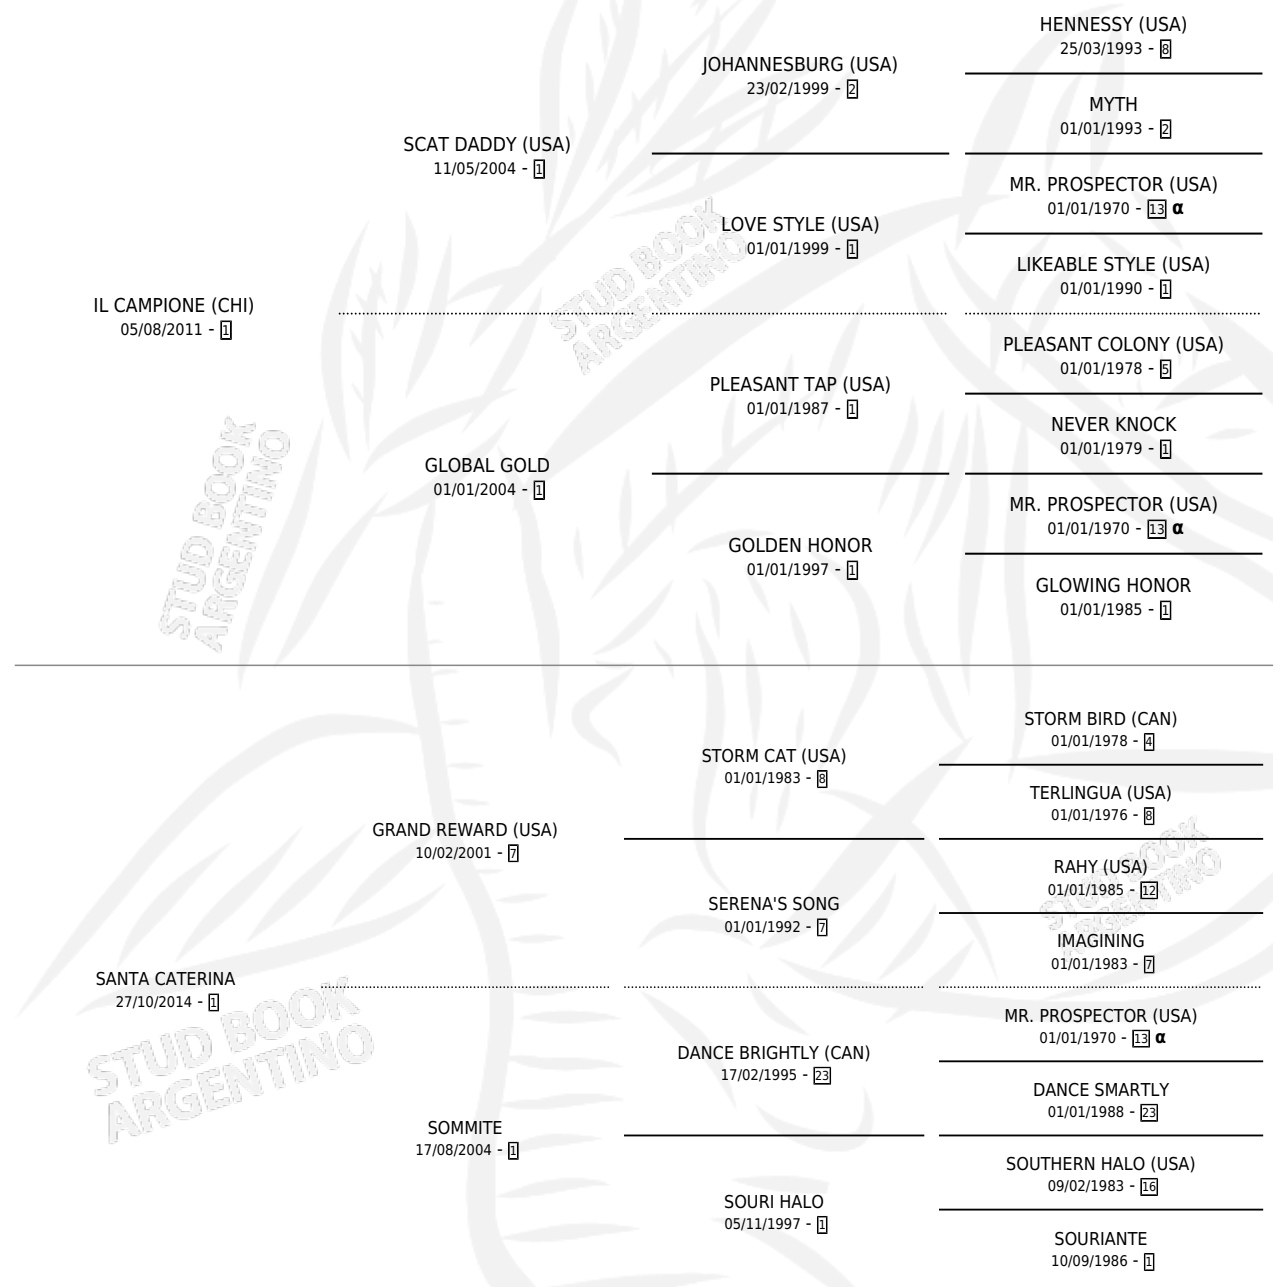 HENNESSY (USA)
25/03/1993 - 8
JOHANNESBURG (USA)
23/02/1999 - 2
MYTH
01/01/1993 - 2
SCAT DADDY (USA)
11/05/2004 - 1
MR. PROSPECTOR (USA)
01/01/1970 - 13 α
LOVE STYLE (USA)
01/01/1999 - 1
LIKEABLE STYLE (USA)
01/01/1990 - 1
IL CAMPIONE (CHI)
05/08/2011 - 1
PLEASANT COLONY (USA)
01/01/1978 - 5
PLEASANT TAP (USA)
01/01/1987 - 1
NEVER KNOCK
01/01/1979 - 1
GLOBAL GOLD
01/01/2004 - 1
MR. PROSPECTOR (USA)
01/01/1970 - 13 α
GOLDEN HONOR
01/01/1997 - 1
GLOWING HONOR
01/01/1985 - 1
STORM BIRD (CAN)
01/01/1978 - 4
STORM CAT (USA)
01/01/1983 - 8
TERLINGUA (USA)
01/01/1976 - 8
GRAND REWARD (USA)
10/02/2001 - 7
RAHY (USA)
01/01/1985 - 12
SERENA'S SONG
01/01/1992 - 7
IMAGINING
01/01/1983 - 7
SANTA CATERINA
27/10/2014 - 1
MR. PROSPECTOR (USA)
01/01/1970 - 13 α
DANCE BRIGHTLY (CAN)
17/02/1995 - 23
DANCE SMARTLY
01/01/1988 - 23
SOMMITE
17/08/2004 - 1
SOUTHERN HALO (USA)
09/02/1983 - 16
SOURI HALO
05/11/1997 - 1
SOURIANTE
10/09/1986 - 1
STUD BOOK
ARGENTINO
STUD BOOK
ARGENTINO
STUD BOOK
ARGENTINO
STUD BOOK
ARGENTINO